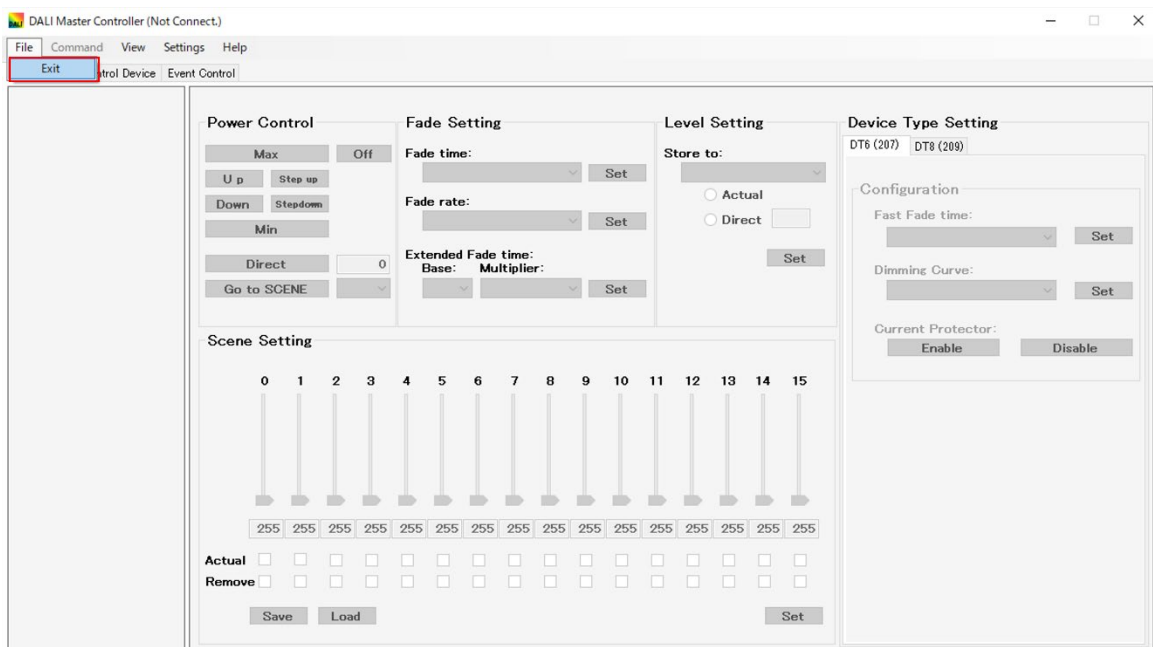 DALI Master Controller (Not Connect.)
File Command View Settings Help
Exit
ntrol Device Event Control
Power Control
Max Off
U p Step up
Down Stepdown
Min
Direct 0
Go to SCENE
Fade Setting
Fade time:
Set
Fade rate:
Set
Extended Fade time:
Base: Multiplier:
Set
Level Setting
Store to:
Actual
Direct
Set
Device Type Setting
DT6 (207) DT8 (209)
Configuration
Fast Fade time:
Set
Dimming Curve:
Set
Current Protector:
Enable Disable
Scene Setting
0 1 2 3 4 5 6 7 8 9 10 11 12 13 14 15
255 255 255 255 255 255 255 255 255 255 255 255 255 255 255 255
Actual
Remove
Save Load Set